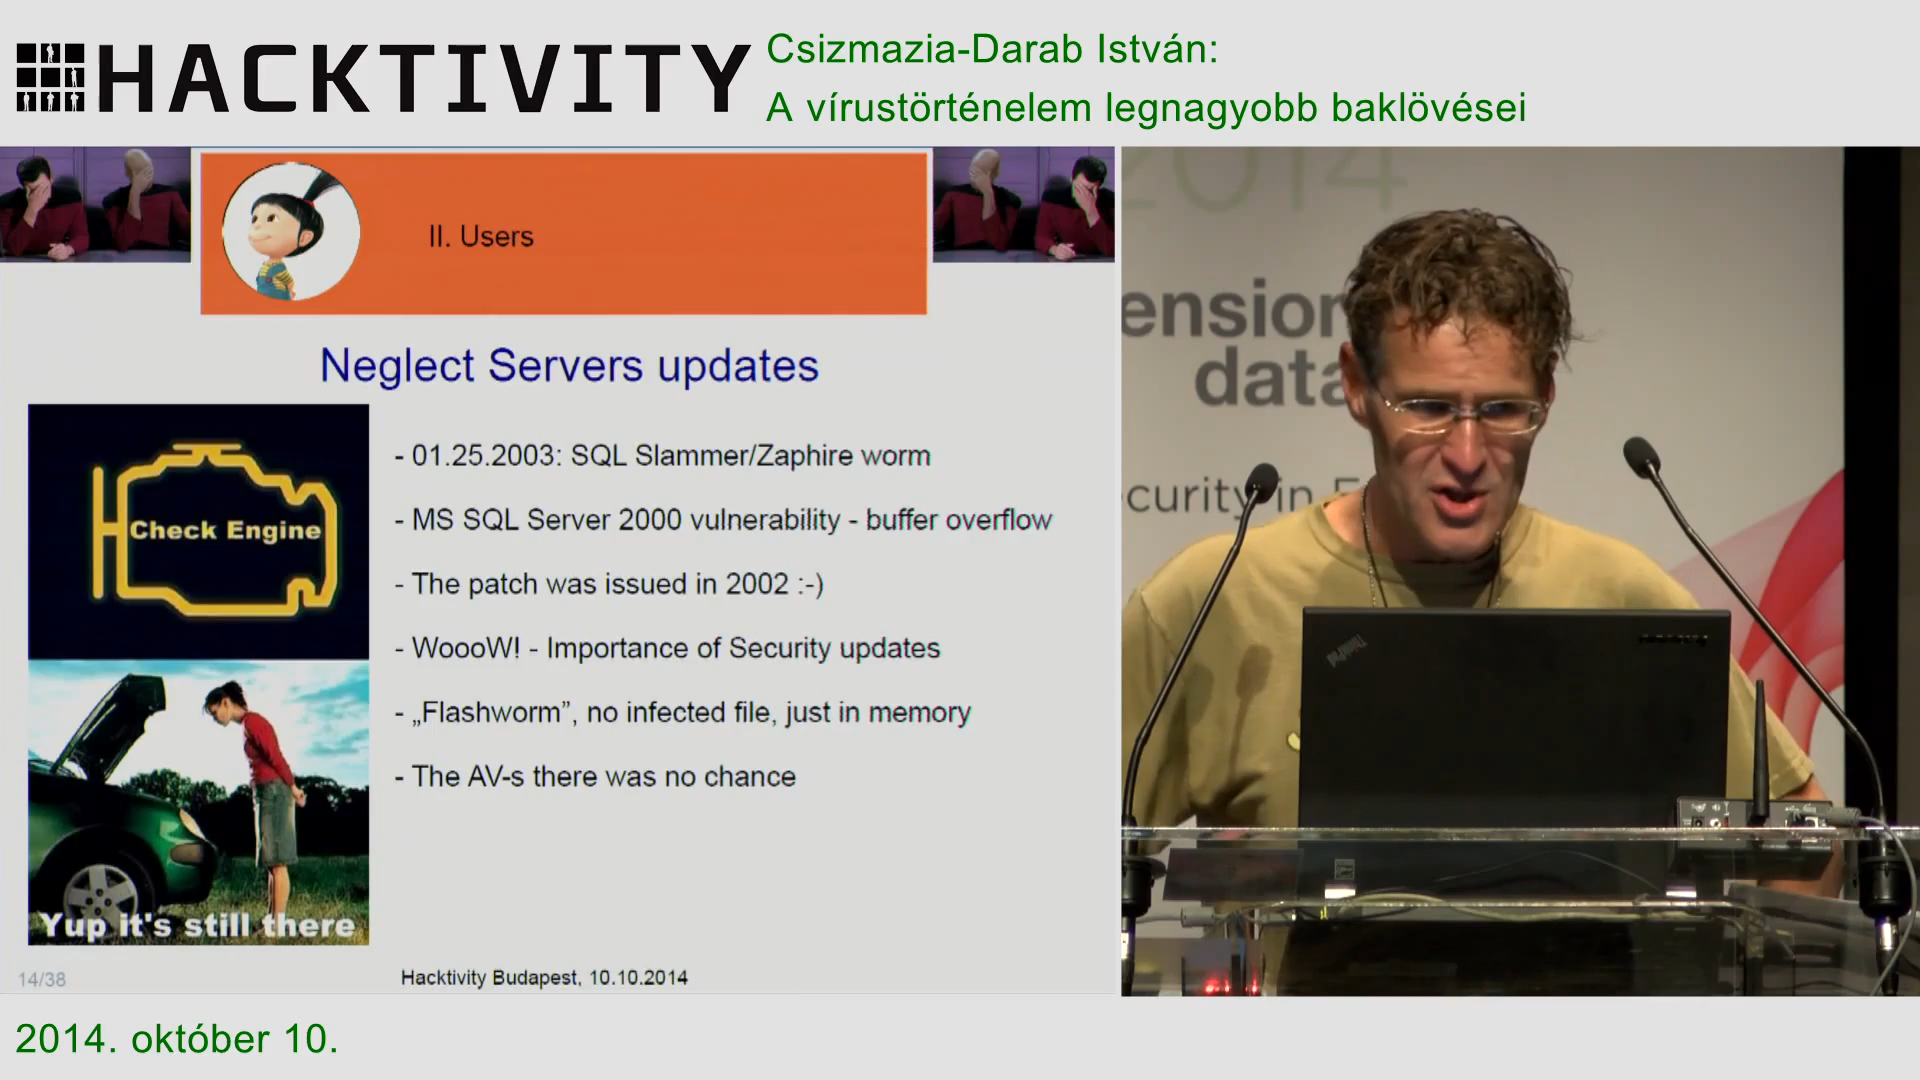 HACKTIVITY
Csizmazia-Darab István:
A vírustörténelem legnagyobb baklövései
II. Users
Neglect Servers updates
Check Engine
Yup it's still there
- 01.25.2003: SQL Slammer/Zaphire worm
- MS SQL Server 2000 vulnerability - buffer overflow
- The patch was issued in 2002 :-)
- WoooW! - Importance of Security updates
- „Flashworm”, no infected file, just in memory
- The AV-s there was no chance
14/38
Hacktivity Budapest, 10.10.2014
2014
ension
data
curity in E
ThinkPad
2014. október 10.